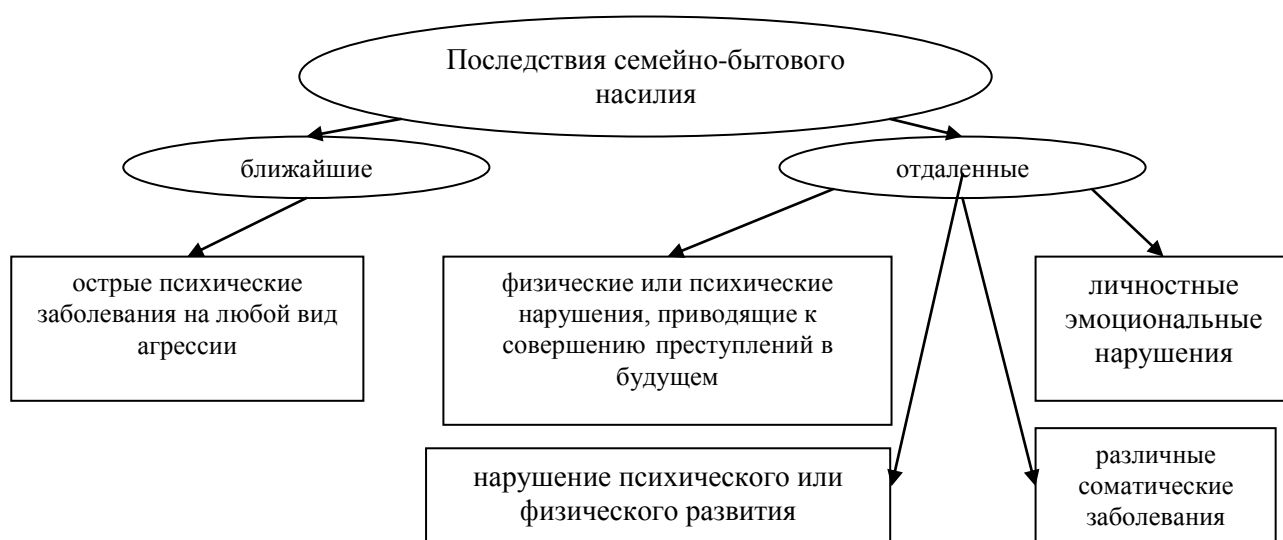 Последствия семейно-бытового
насилия
ближайшие
отдаленные
острые психические
заболевания на любой вид
агрессии
физические или психические
нарушения, приводящие к
совершению преступлений в
будущем
личностные
эмоциональные
нарушения
нарушение психического или
физического развития
различные
соматические
заболевания